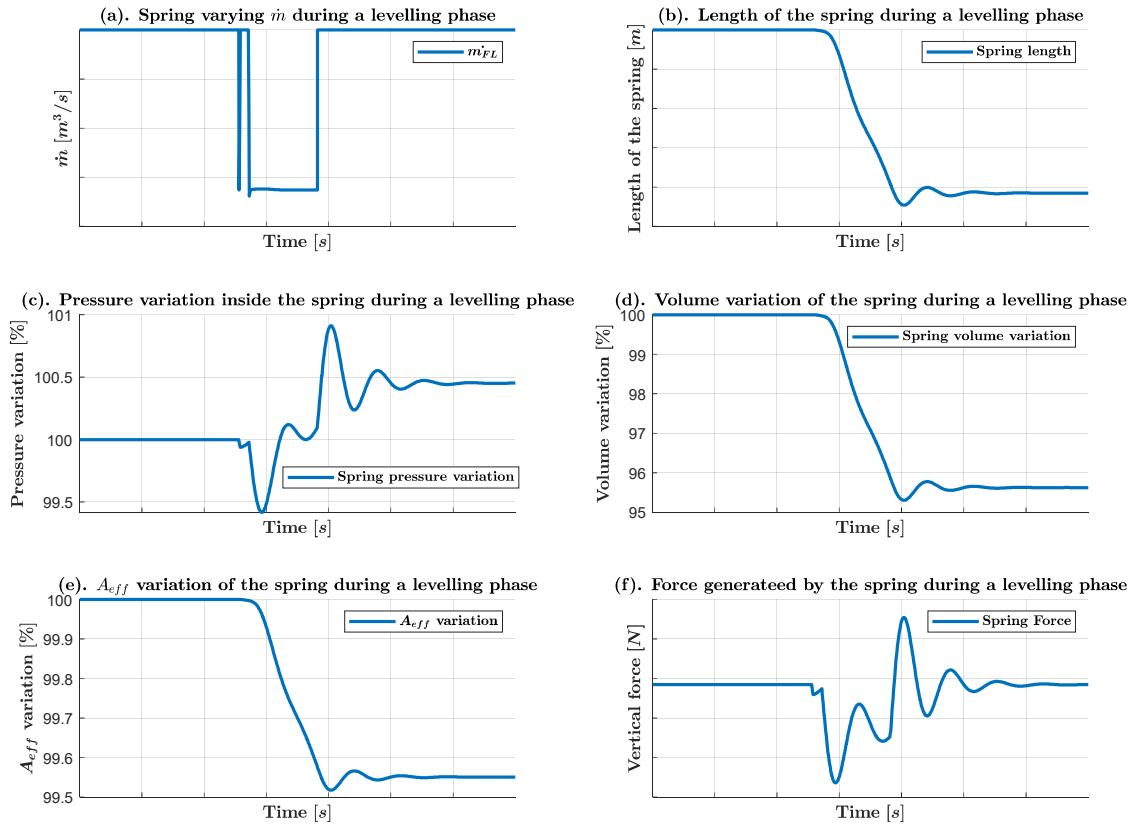 (a). Spring varying ṁ during a levelling phase
ṁ [m³/s]
ṁ_FL
Time [s]
(b). Length of the spring during a levelling phase
Length of the spring [m]
Spring length
Time [s]
(c). Pressure variation inside the spring during a levelling phase
Pressure variation [%]
101
100.5
100
99.5
Spring pressure variation
Time [s]
(d). Volume variation of the spring during a levelling phase
Volume variation [%]
100
99
98
97
96
95
Spring volume variation
Time [s]
(e). A_eff variation of the spring during a levelling phase
A_eff variation [%]
100
99.9
99.8
99.7
99.6
99.5
A_eff variation
Time [s]
(f). Force generateed by the spring during a levelling phase
Vertical force [N]
Spring Force
Time [s]